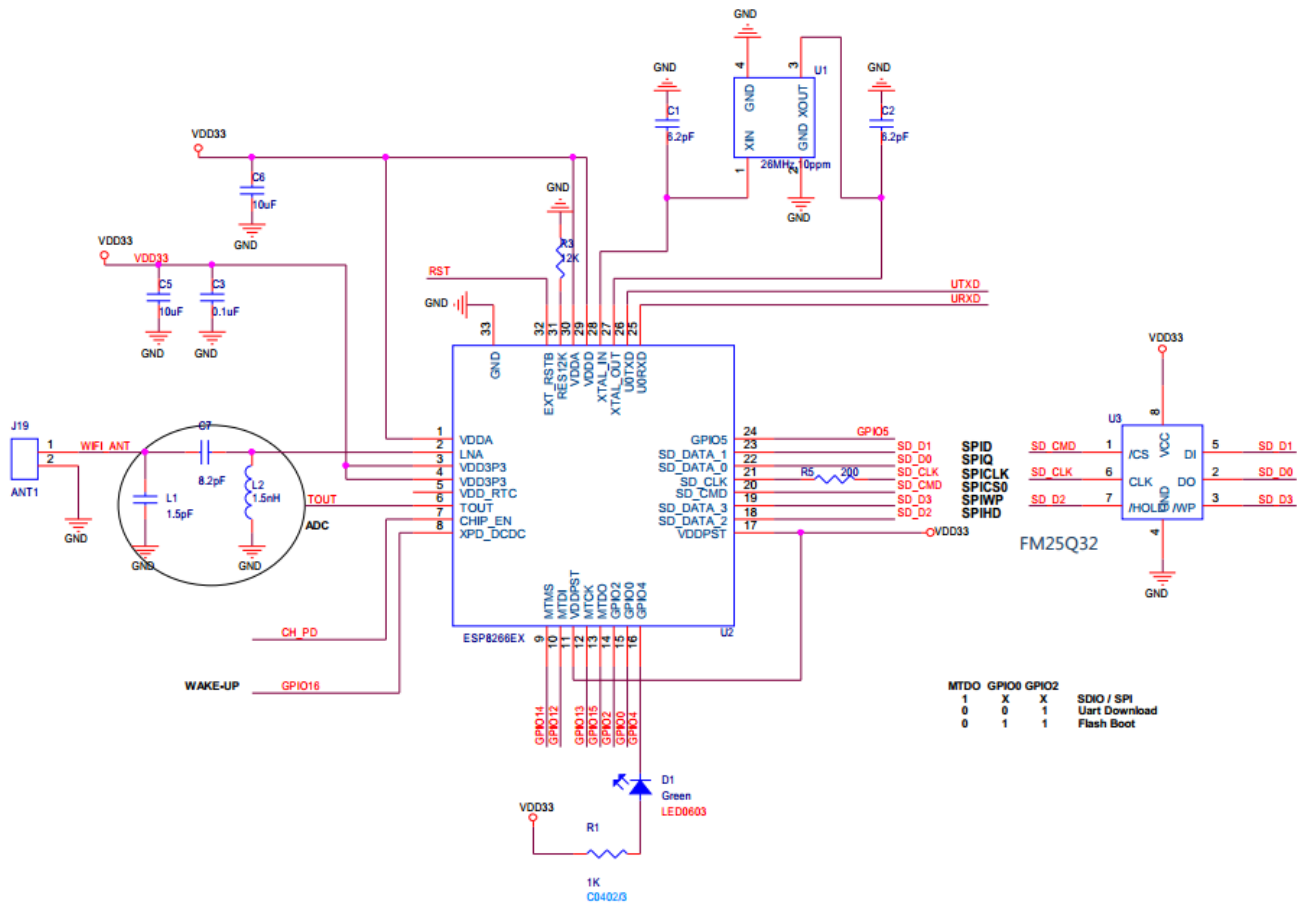 GND
4
3
U1
GND
XOUT
XIN
GND
1
2
26MHz,10ppm
GND
GND
C1
6.2pF
GND
C2
6.2pF
VDD33
C6
10uF
GND
VDD33
VDD33
C5
10uF
GND
C3
0.1uF
GND
GND
R3
12K
RST
GND
UTXD
URXD
33
32
31
30
29
28
27
26
25
GND
EXT_RSTB
RES12K
VDDA
VDDD
XTAL_IN
XTAL_OUT
U0TXD
U0RXD
J19
1
2
ANT1
WIFI_ANT
GND
C7
8.2pF
L1
1.5pF
GND
L2
1.5nH
GND
TOUT
ADC
1 VDDA
2 LNA
3 VDD3P3
4 VDD3P3
5 VDD_RTC
6 TOUT
7 CHIP_EN
8 XPD_DCDC
GPIO5 24 GPIO5
SD_DATA_1 23 SD_D1 SPID
SD_DATA_0 22 SD_D0 SPIQ
SD_CLK 21 R5 200 SD_CLK SPICLK
SD_CMD 20 SD_CMD SPICS0
SD_DATA_3 19 SD_D3 SPIWP
SD_DATA_2 18 SD_D2 SPIHD
VDDPST 17 VDD33
MTMS
MTDI
VDDPST
MTCK
MTDO
GPIO2
GPIO0
GPIO4
ESP8266EX
U2
9
10
11
12
13
14
15
16
CH_PD
WAKE-UP GPIO16
GPIO14
GPIO12
GPIO13
GPIO15
GPIO2
GPIO0
GPIO4
D1
Green
LED0603
VDD33
R1
1K
C0402/3
VDD33
8
U3
SD_CMD 1 /CS
SD_CLK 6 CLK
SD_D2 7 /HOLD
VCC
GND
DI 5 SD_D1
DO 2 SD_D0
/WP 3 SD_D3
4
GND
FM25Q32
MTDO GPIO0 GPIO2
1 X X SDIO / SPI
0 0 1 Uart Download
0 1 1 Flash Boot